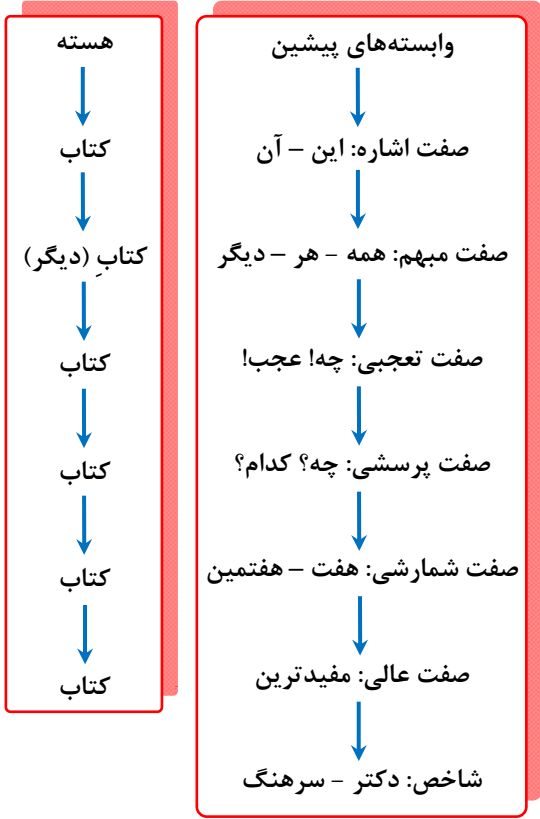 وابسته‌های پیشین
صفت اشاره: این – آن
صفت مبهم: همه – هر – دیگر
صفت تعجبی: چه! عجب!
صفت پرسشی: چه؟ کدام؟
صفت شمارشی: هفت – هفتمین
صفت عالی: مفیدترین
شاخص: دکتر – سرهنگ
هسته
کتاب
کتابِ (دیگر)
کتاب
کتاب
کتاب
کتاب